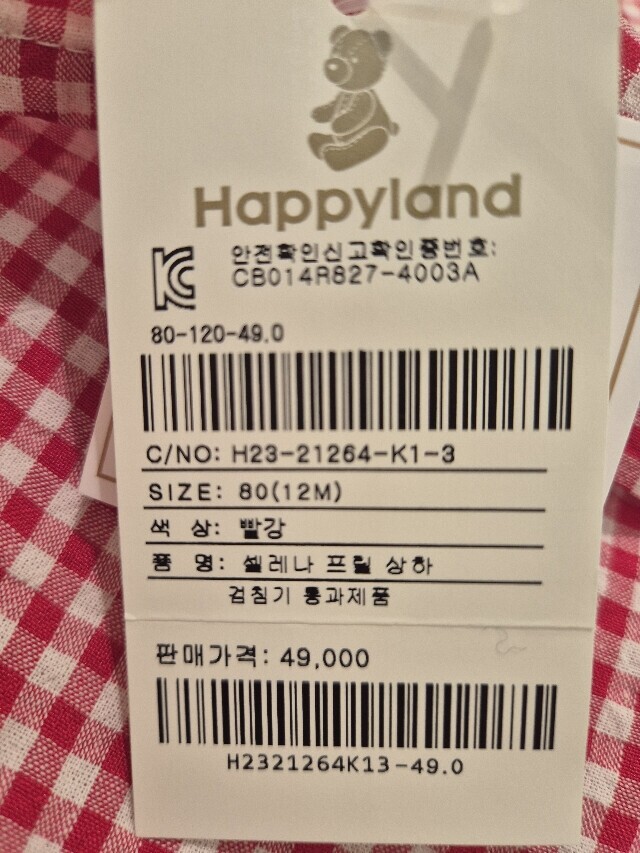 Happyland
안전확인신고확인증번호:
CB014R827-4003A
80-120-49.0
C/NO: H23-21264-K1-3
SIZE: 80(12M)
색 상: 빨강
품 명: 셀레나 프릴 상하
검침기 통과제품
판매가격: 49,000
H2321264K13-49.0